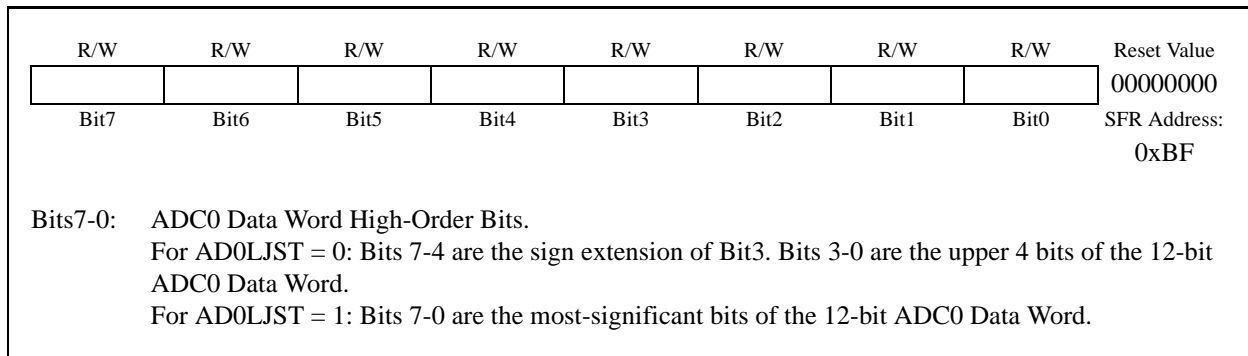 R/W R/W R/W R/W R/W R/W R/W R/W Reset Value
00000000
Bit7 Bit6 Bit5 Bit4 Bit3 Bit2 Bit1 Bit0 SFR Address:
0xBF
Bits7-0: ADC0 Data Word High-Order Bits.
For AD0LJST = 0: Bits 7-4 are the sign extension of Bit3. Bits 3-0 are the upper 4 bits of the 12-bit
ADC0 Data Word.
For AD0LJST = 1: Bits 7-0 are the most-significant bits of the 12-bit ADC0 Data Word.